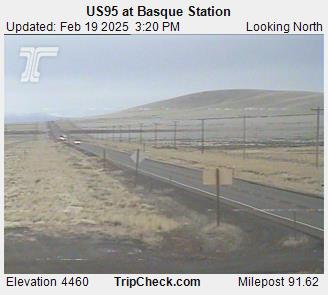 US95 at Basque Station
Updated: Feb 19 2025 3:20 PM Looking North
Elevation 4460 TripCheck.com Milepost 91.62